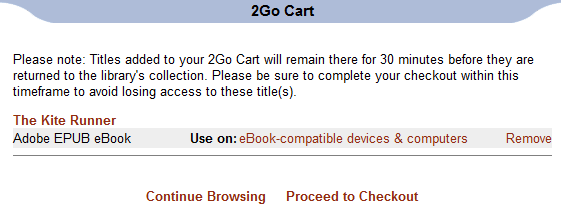 2Go Cart
Please note: Titles added to your 2Go Cart will remain there for 30 minutes before they are
returned to the library's collection. Please be sure to complete your checkout within this
timeframe to avoid losing access to these title(s).
The Kite Runner
Adobe EPUB eBook Use on: eBook-compatible devices & computers Remove
Continue Browsing Proceed to Checkout